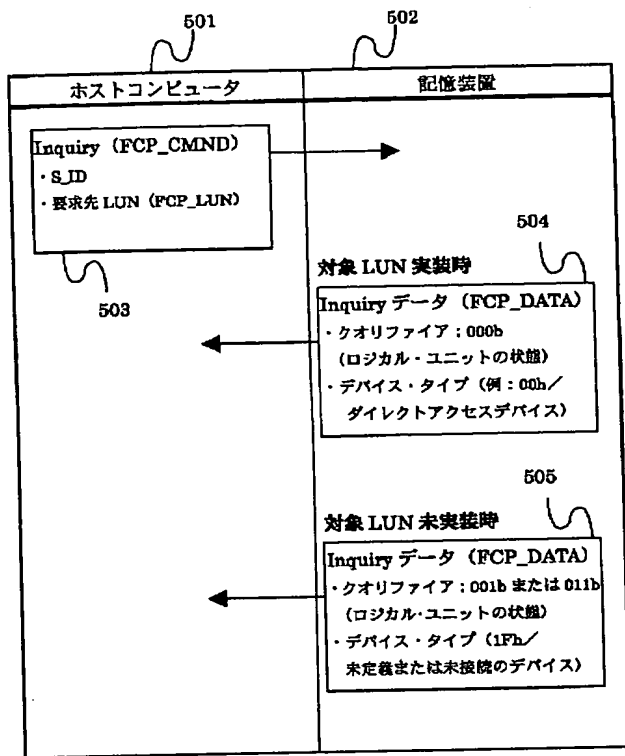 501
502
ホストコンピュータ
記憶装置
Inquiry (FCP_CMND)
・S_ID
・要求先 LUN (FCP_LUN)
503
504
対象 LUN 実装時
Inquiry データ (FCP_DATA)
・クオリファイア；000b
(ロジカル・ユニットの状態)
・デバイス・タイプ (例：00h／
ダイレクトアクセスデバイス)
505
対象 LUN 未実装時
Inquiry データ (FCP_DATA)
・クオリファイア；001b または 011b
(ロジカル・ユニットの状態)
・デバイス・タイプ (1Fh／
未定義または未接続のデバイス)